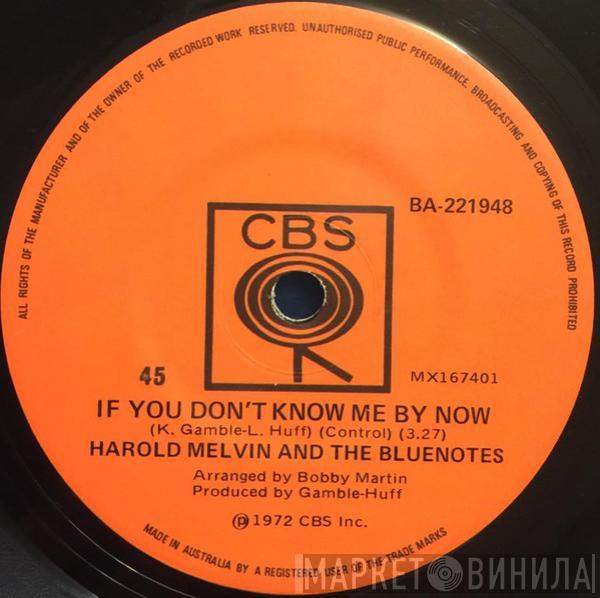 ALL RIGHTS OF THE MANUFACTURER AND OF THE OWNER OF THE RECORDED WORK RESERVED. UNAUTHORISED PUBLIC PERFORMANCE, BROADCASTING AND COPYING OF THIS RECORD PROHIBITED
BA-221948
CBS
45
MX167401
IF YOU DON'T KNOW ME BY NOW
(K. Gamble-L. Huff) (Control) (3.27)
HAROLD MELVIN AND THE BLUENOTES
Arranged by Bobby Martin
Produced by Gamble-Huff
℗1972 CBS Inc.
MADE IN AUSTRALIA BY A REGISTERED USER OF THE TRADE MARKS
МАРКЕТ ВИНИЛА